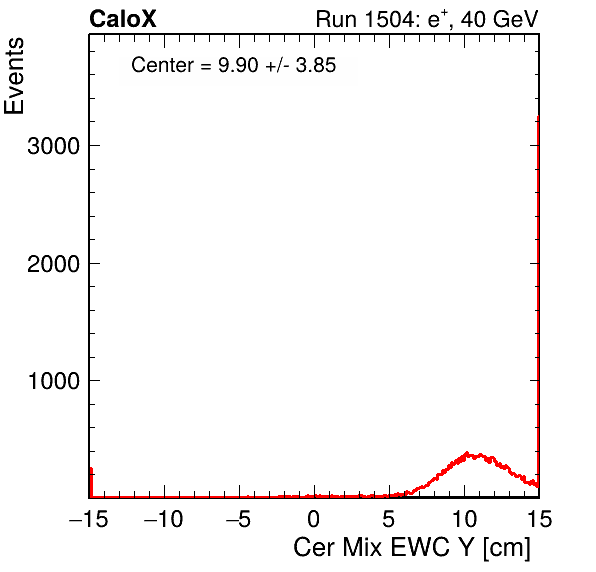 CaloX Run 1504: e⁺, 40 GeV
Center = 9.90 +/- 3.85
Events
3000
2000
1000
−15 −10 −5 0 5 10 15
Cer Mix EWC Y [cm]